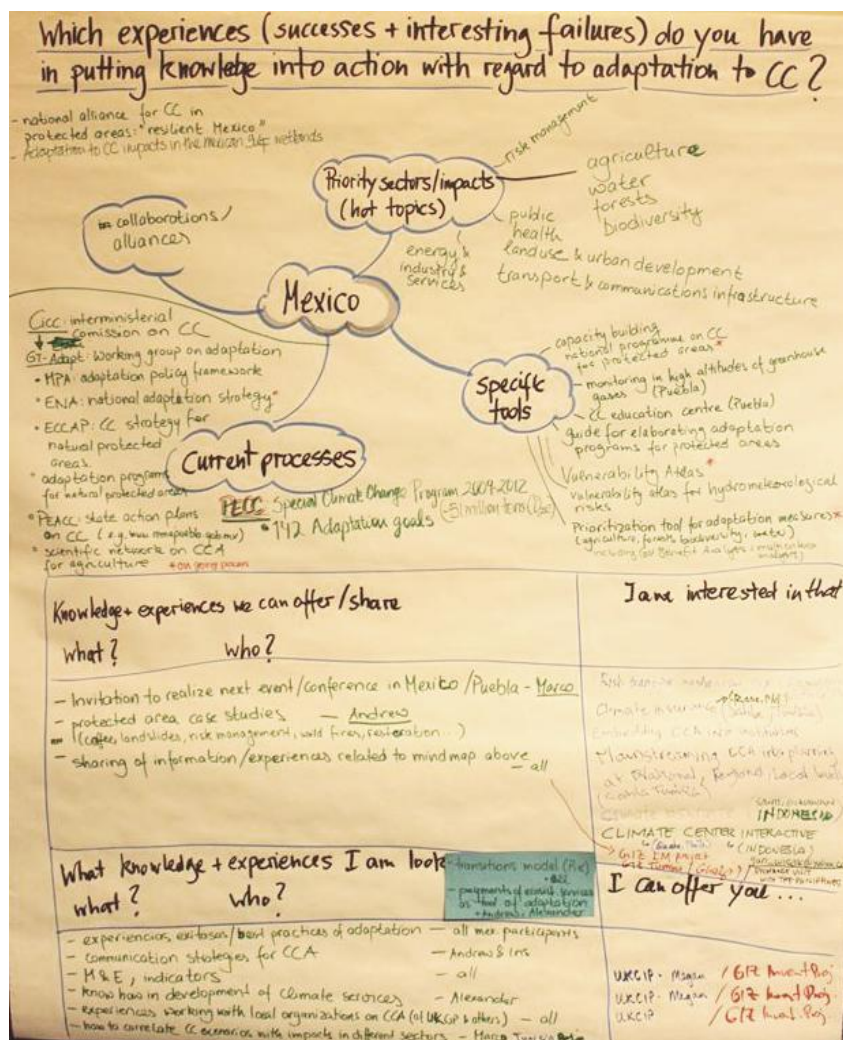 Which experiences (successes + interesting failures) do you have
in putting knowledge into action with regard to adaptation to CC?
- national alliance for CC in
protected areas: "resilient Mexico"
- Adaptation to CC impacts in the mexican gulf wetlands
collaborations/
alliances
Priority sectors/impacts
(hot topics)
risk management
agriculture
water
forests
biodiversity
public
health
landuse & urban development
transport & communications infrastructure
energy &
industry &
services
Mexico
Cicc: interministerial
comission on CC
GT-Adapt: Working group on adaptation
• MPA: adaptation policy framework
• ENA: national adaptation strategy*
• ECCAP: CC strategy for
natural protected
areas.
* adaptation programs
for natural protected areas
• PEACC: state action plans
on CC (e.g. www.
* scientific network on CCA
for agriculture
* on going process
Current processes
PECC: Special Climate Change Program 2009-2012
• 142 Adaptation goals
Specific
tools
capacity building
national programme on CC
for protected areas*
monitoring in high altitudes of greenhouse
gases (Puebla)
CC education centre (Puebla)
guide for elaborating adaptation
programs for protected areas
Vulnerability Atlas*
vulnerability atlas for hydrometeorological
risks
Prioritization tool for adaptation measures*
(agriculture, forests, biodiversity, water)
Knowledge + experiences we can offer/share
what? who?
- Invitation to realize next event/conference in Mexico/Puebla - Marco
- protected area case studies — Andrew
(coffee, landslides, risk management, wild fires, restoration...)
- sharing of information/experiences related to mindmap above
- all
I am interested in that
Mainstreaming CCA into planning
at National, Regional, Local level
INDONESIA
CLIMATE CENTER INTERACTIVE
(INDONESIA)
What knowledge + experiences I am look
what? who?
- transitions model
- payments of ecosyst. services
as tool of adaptation
Andrew, Alexander
- experiencias exitosas/best practices of adaptation — all mex. participants
- communication strategies for CCA — Andrew & Iris
- M&E, indicators — all
- know how in development of climate services — Alexander
- experiences working with local organizations on CCA (of UKCIP & others) — all
- how to correlate CC scenarios with impacts in different sectors - Marco
I can offer you...
UKCIP - Megan / GIZ Invent Proj.
UKCIP - Megan / GIZ Invent Proj.
UKCIP / GIZ Invent. Proj.